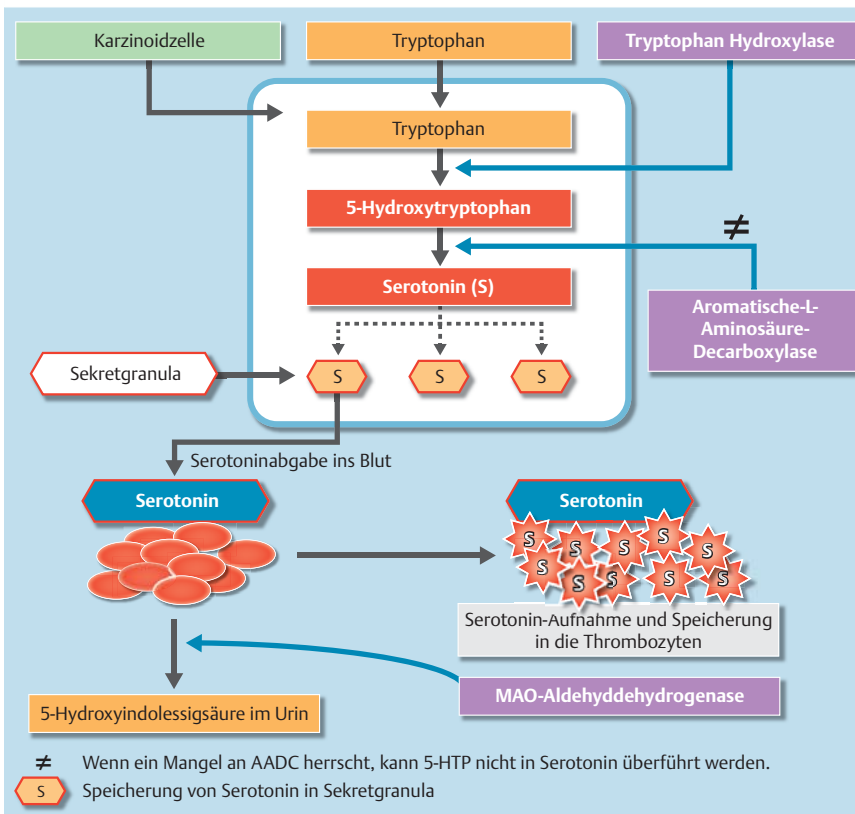 Karzinoidzelle
Tryptophan
Tryptophan Hydroxylase
Tryptophan
5-Hydroxytryptophan
≠
Serotonin (S)
Aromatische-L-
Aminosäure-
Decarboxylase
Sekretgranula
S
S
S
Serotoninabgabe ins Blut
Serotonin
Serotonin
S
S
S
S
S
S
S
S
S
S
Serotonin-Aufnahme und Speicherung
in die Thrombozyten
MAO-Aldehyddehydrogenase
5-Hydroxyindolessigsäure im Urin
≠ Wenn ein Mangel an AADC herrscht, kann 5-HTP nicht in Serotonin überführt werden.
S Speicherung von Serotonin in Sekretgranula